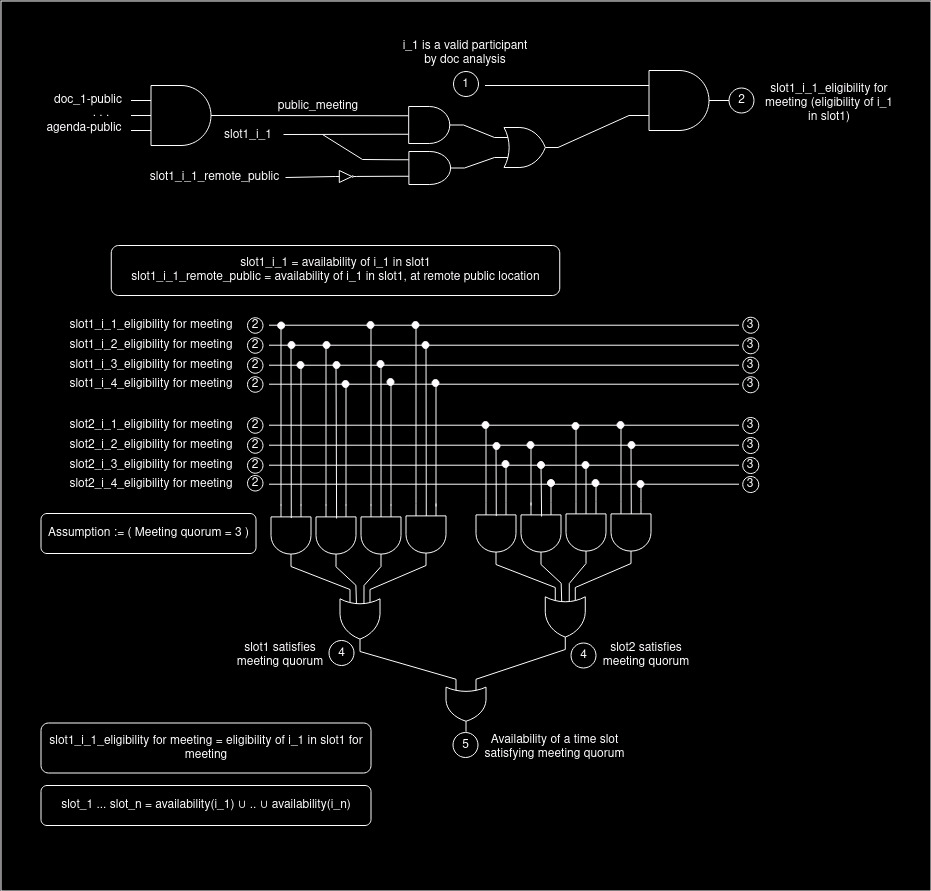 i_1 is a valid participant
by doc analysis
1
doc_1-public
. . .
agenda-public
public_meeting
slot1_i_1
slot1_i_1_remote_public
2
slot1_i_1_eligibility for
meeting (eligibility of i_1
in slot1)
slot1_i_1 = availability of i_1 in slot1
slot1_i_1_remote_public = availability of i_1 in slot1, at remote public location
slot1_i_1_eligibility for meeting 2 3
slot1_i_2_eligibility for meeting 2 3
slot1_i_3_eligibility for meeting 2 3
slot1_i_4_eligibility for meeting 2 3
slot2_i_1_eligibility for meeting 2 3
slot2_i_2_eligibility for meeting 2 3
slot2_i_3_eligibility for meeting 2 3
slot2_i_4_eligibility for meeting 2 3
Assumption := ( Meeting quorum = 3 )
slot1 satisfies
meeting quorum
4
4
slot2 satisfies
meeting quorum
5
Availability of a time slot
satisfying meeting quorum
slot1_i_1_eligibility for meeting = eligibility of i_1 in slot1 for
meeting
slot_1 ... slot_n = availability(i_1) ∪ .. ∪ availability(i_n)